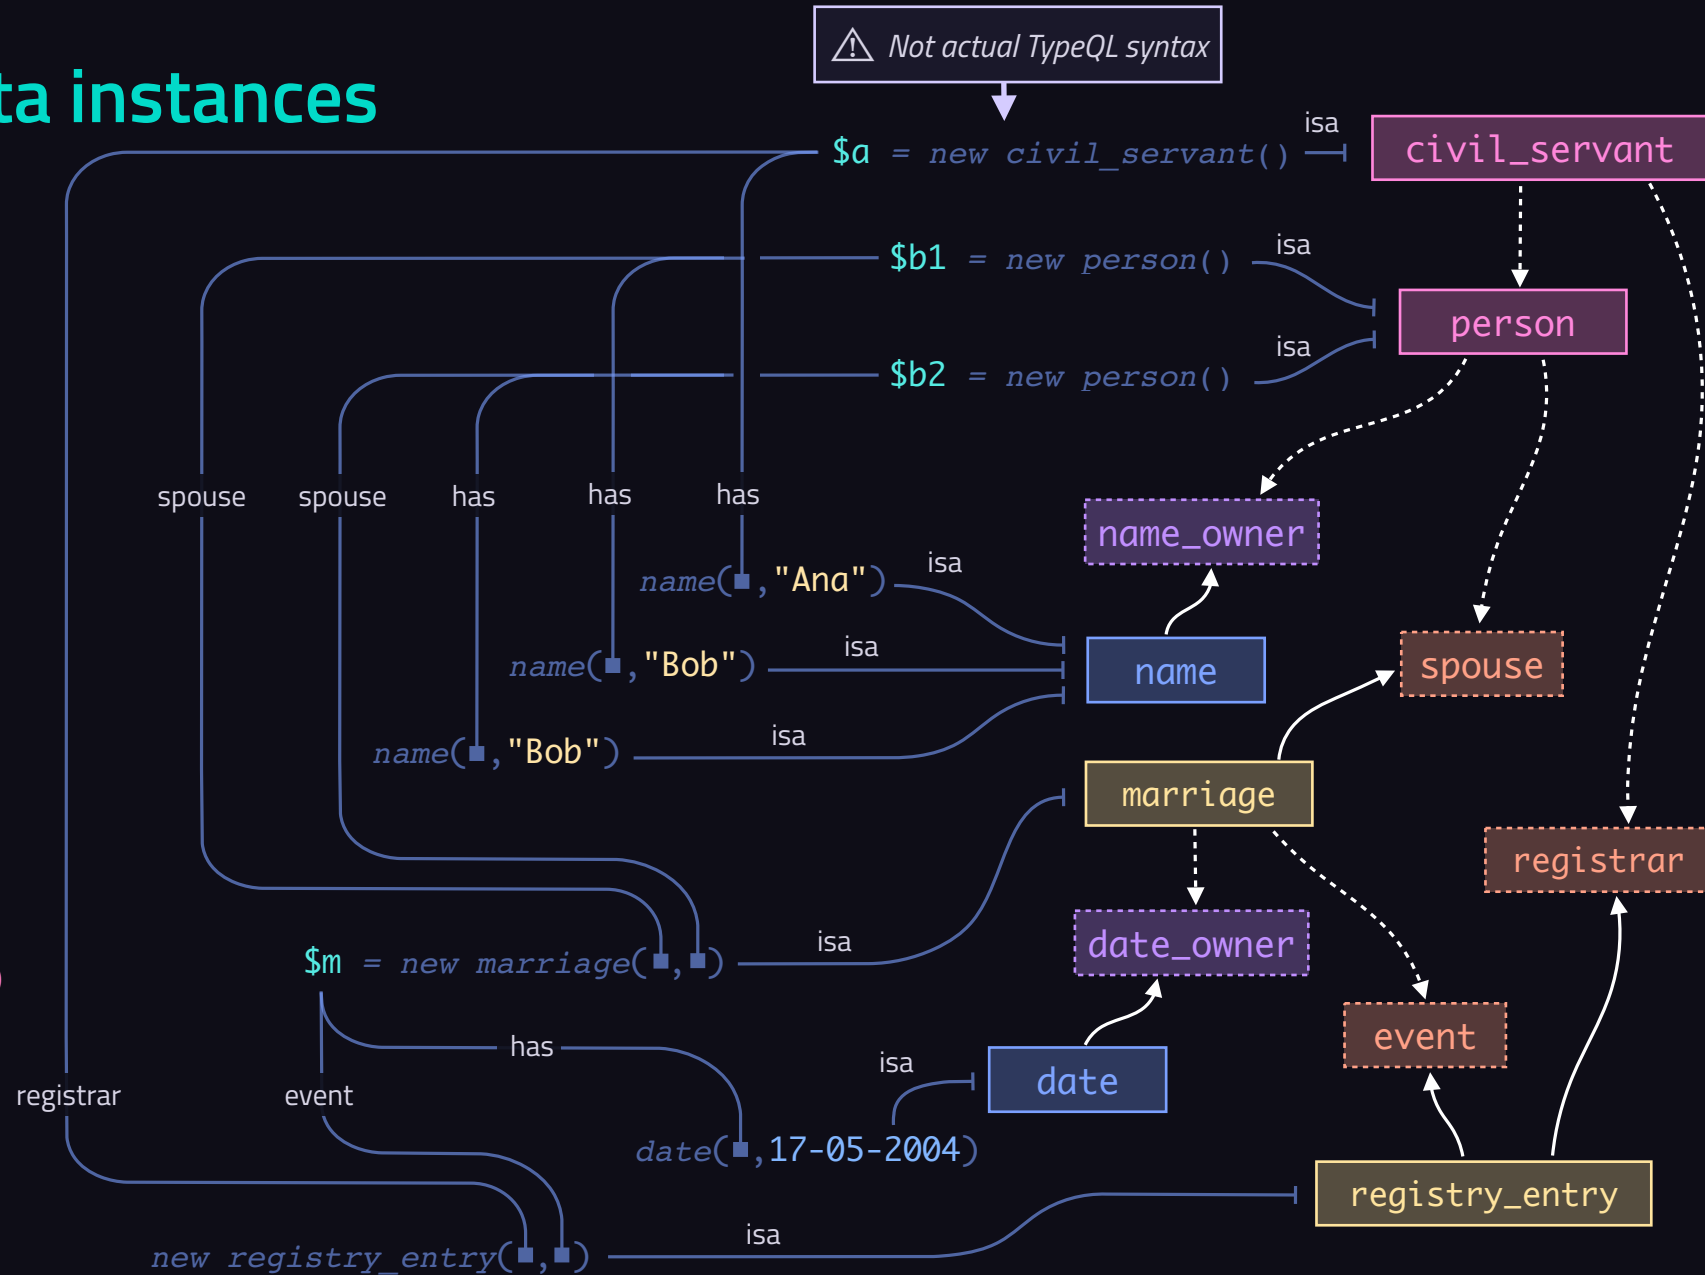 Not actual TypeQL syntax
ta instances
$a = new civil_servant()
isa
civil_servant
$b1 = new person()
isa
person
$b2 = new person()
isa
spouse
spouse
has
has
has
name_owner
name(■,"Ana")
isa
name(■,"Bob")
isa
name
spouse
name(■,"Bob")
isa
marriage
registrar
$m = new marriage(■,■)
isa
date_owner
has
isa
event
registrar
event
date
date(■,17-05-2004)
new registry_entry(■,■)
isa
registry_entry